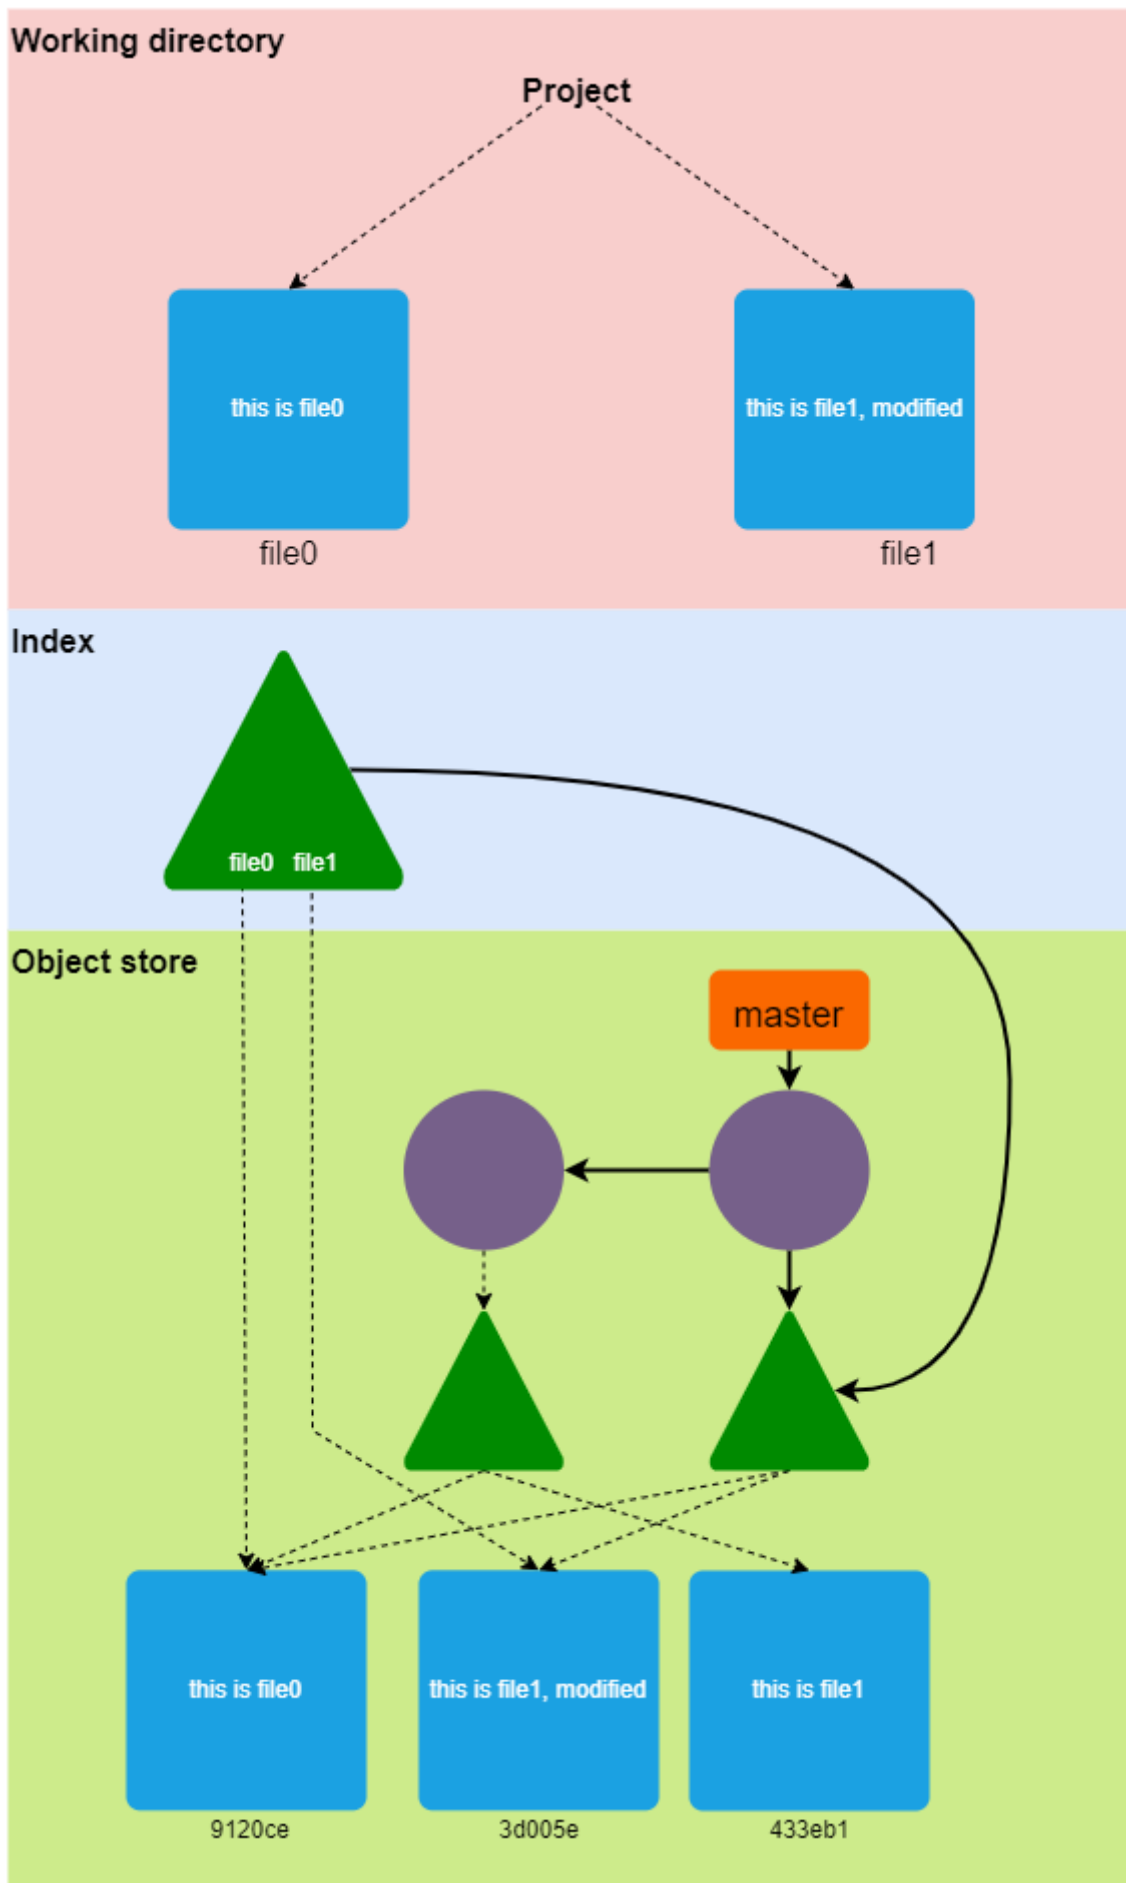 Working directory
Project
this is file0
this is file1, modified
file0
file1
Index
file0 file1
Object store
master
this is file0
this is file1, modified
this is file1
9120ce
3d005e
433eb1